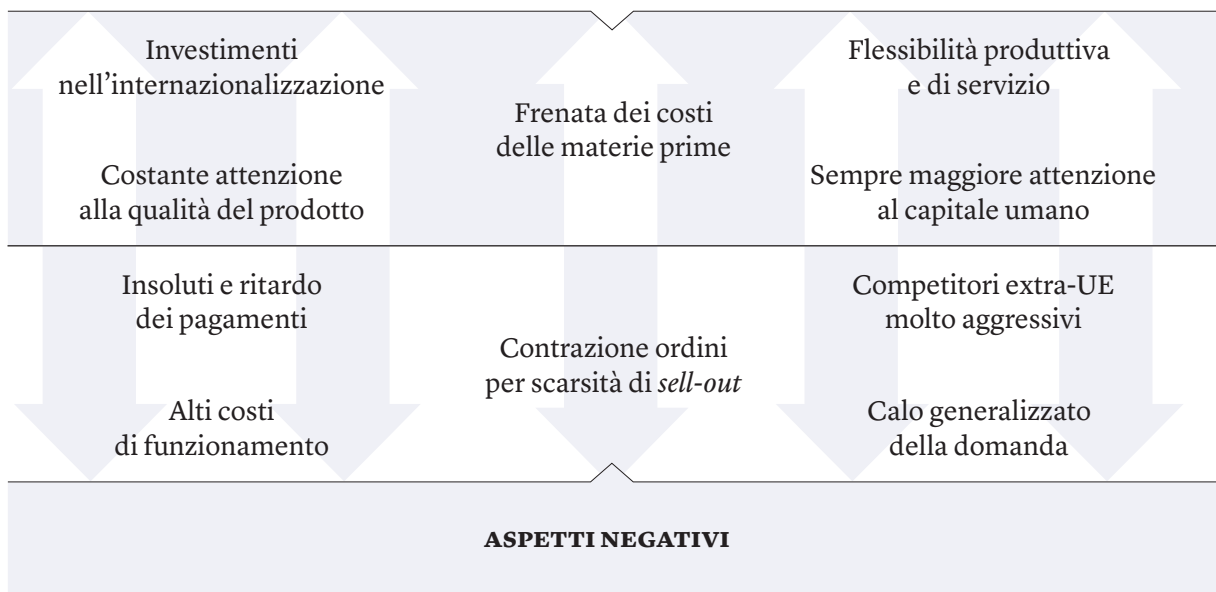 Investimenti
nell’internazionalizzazione
Costante attenzione
alla qualità del prodotto
Frenata dei costi
delle materie prime
Flessibilità produttiva
e di servizio
Sempre maggiore attenzione
al capitale umano
Insoluti e ritardo
dei pagamenti
Alti costi
di funzionamento
Contrazione ordini
per scarsità di sell-out
Competitori extra-UE
molto aggressivi
Calo generalizzato
della domanda
ASPETTI NEGATIVI